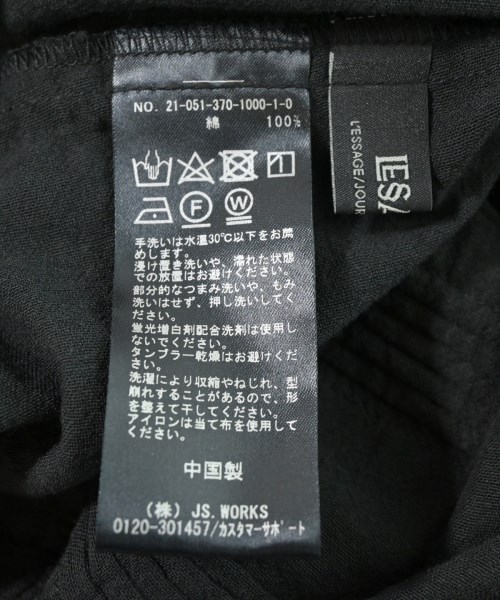 NO. 21-051-370-1000-1-0
綿 100%
F W
手洗いは水温30℃以下をお薦
めします。
浸け置き洗いや、濡れた状態
での放置はお避けください。
部分的なつまみ洗いや、もみ
洗いはせず、押し洗いしてく
ださい。
蛍光増白剤配合洗剤は使用し
ないでください。
タンブラー乾燥はお避けくだ
さい。
洗濯により収縮やねじれ、型
崩れすることがあるので、形
を整えて干してください。
アイロンは当て布を使用して
ください。
中国製
(株) JS.WORKS
0120-301457/カスタマーサポート
LESSA
L'ESSAGE/JOUR